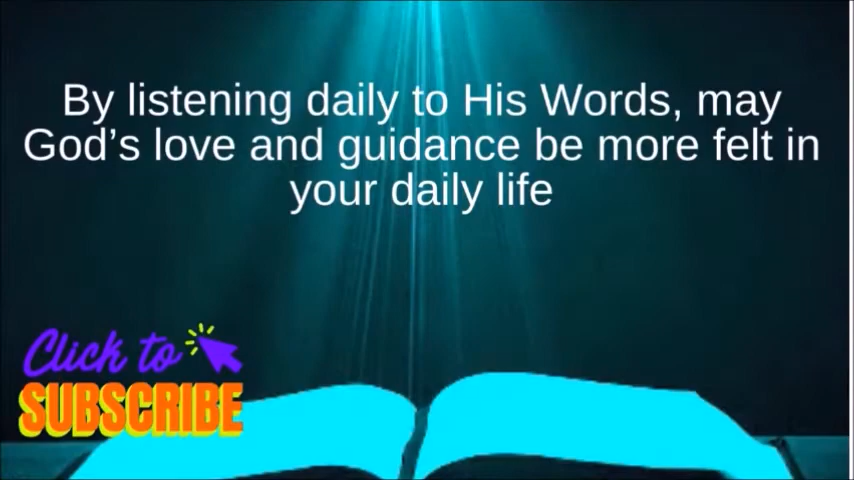 By listening daily to His Words, may
God’s love and guidance be more felt in
your daily life
Click to
SUBSCRIBE